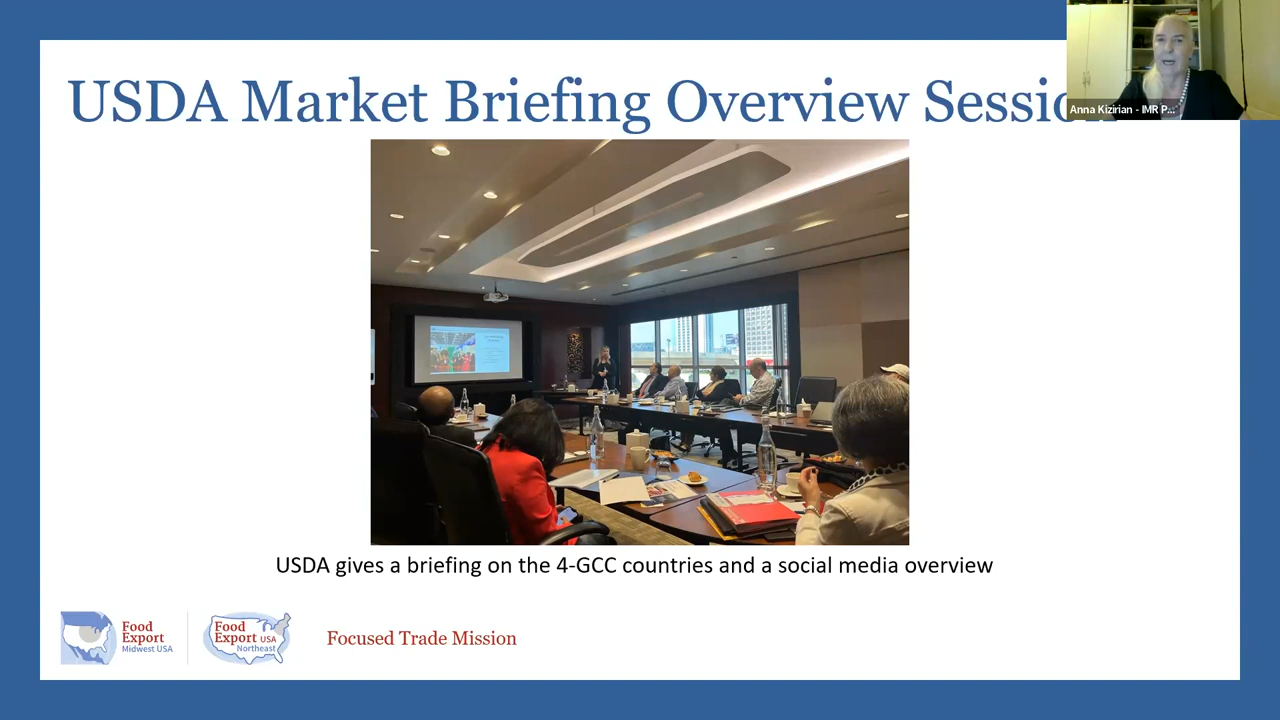 USDA Market Briefing Overview Session
Anna Kizirian - IMR P...
USDA gives a briefing on the 4-GCC countries and a social media overview
Food
Export
Midwest USA
Food
Export USA
Northeast
Focused Trade Mission